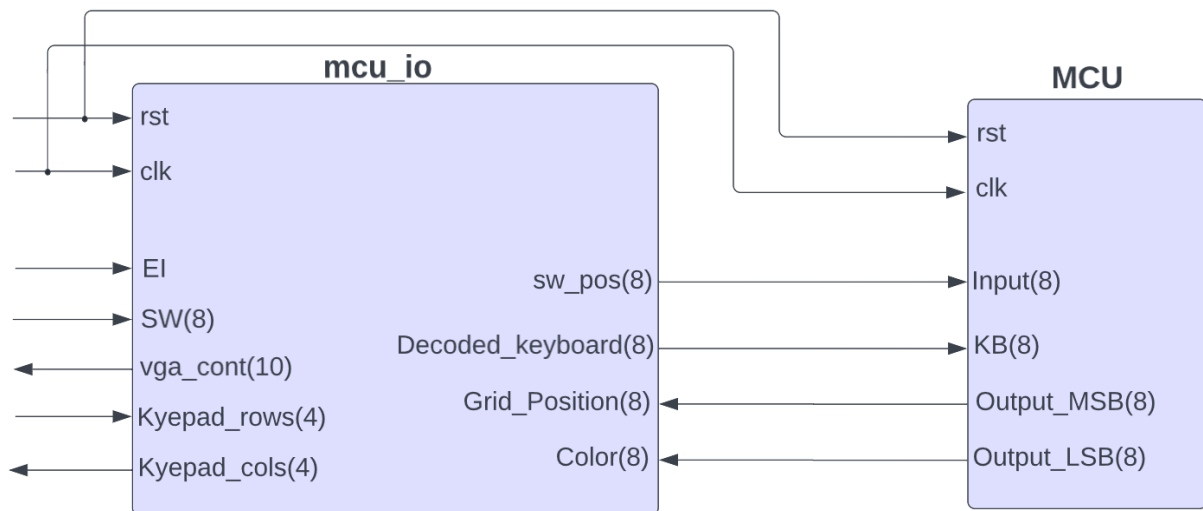 mcu_io
rst
clk
EI
SW(8)
vga_cont(10)
Kyepad_rows(4)
Kyepad_cols(4)
sw_pos(8)
Decoded_keyboard(8)
Grid_Position(8)
Color(8)
MCU
rst
clk
Input(8)
KB(8)
Output_MSB(8)
Output_LSB(8)